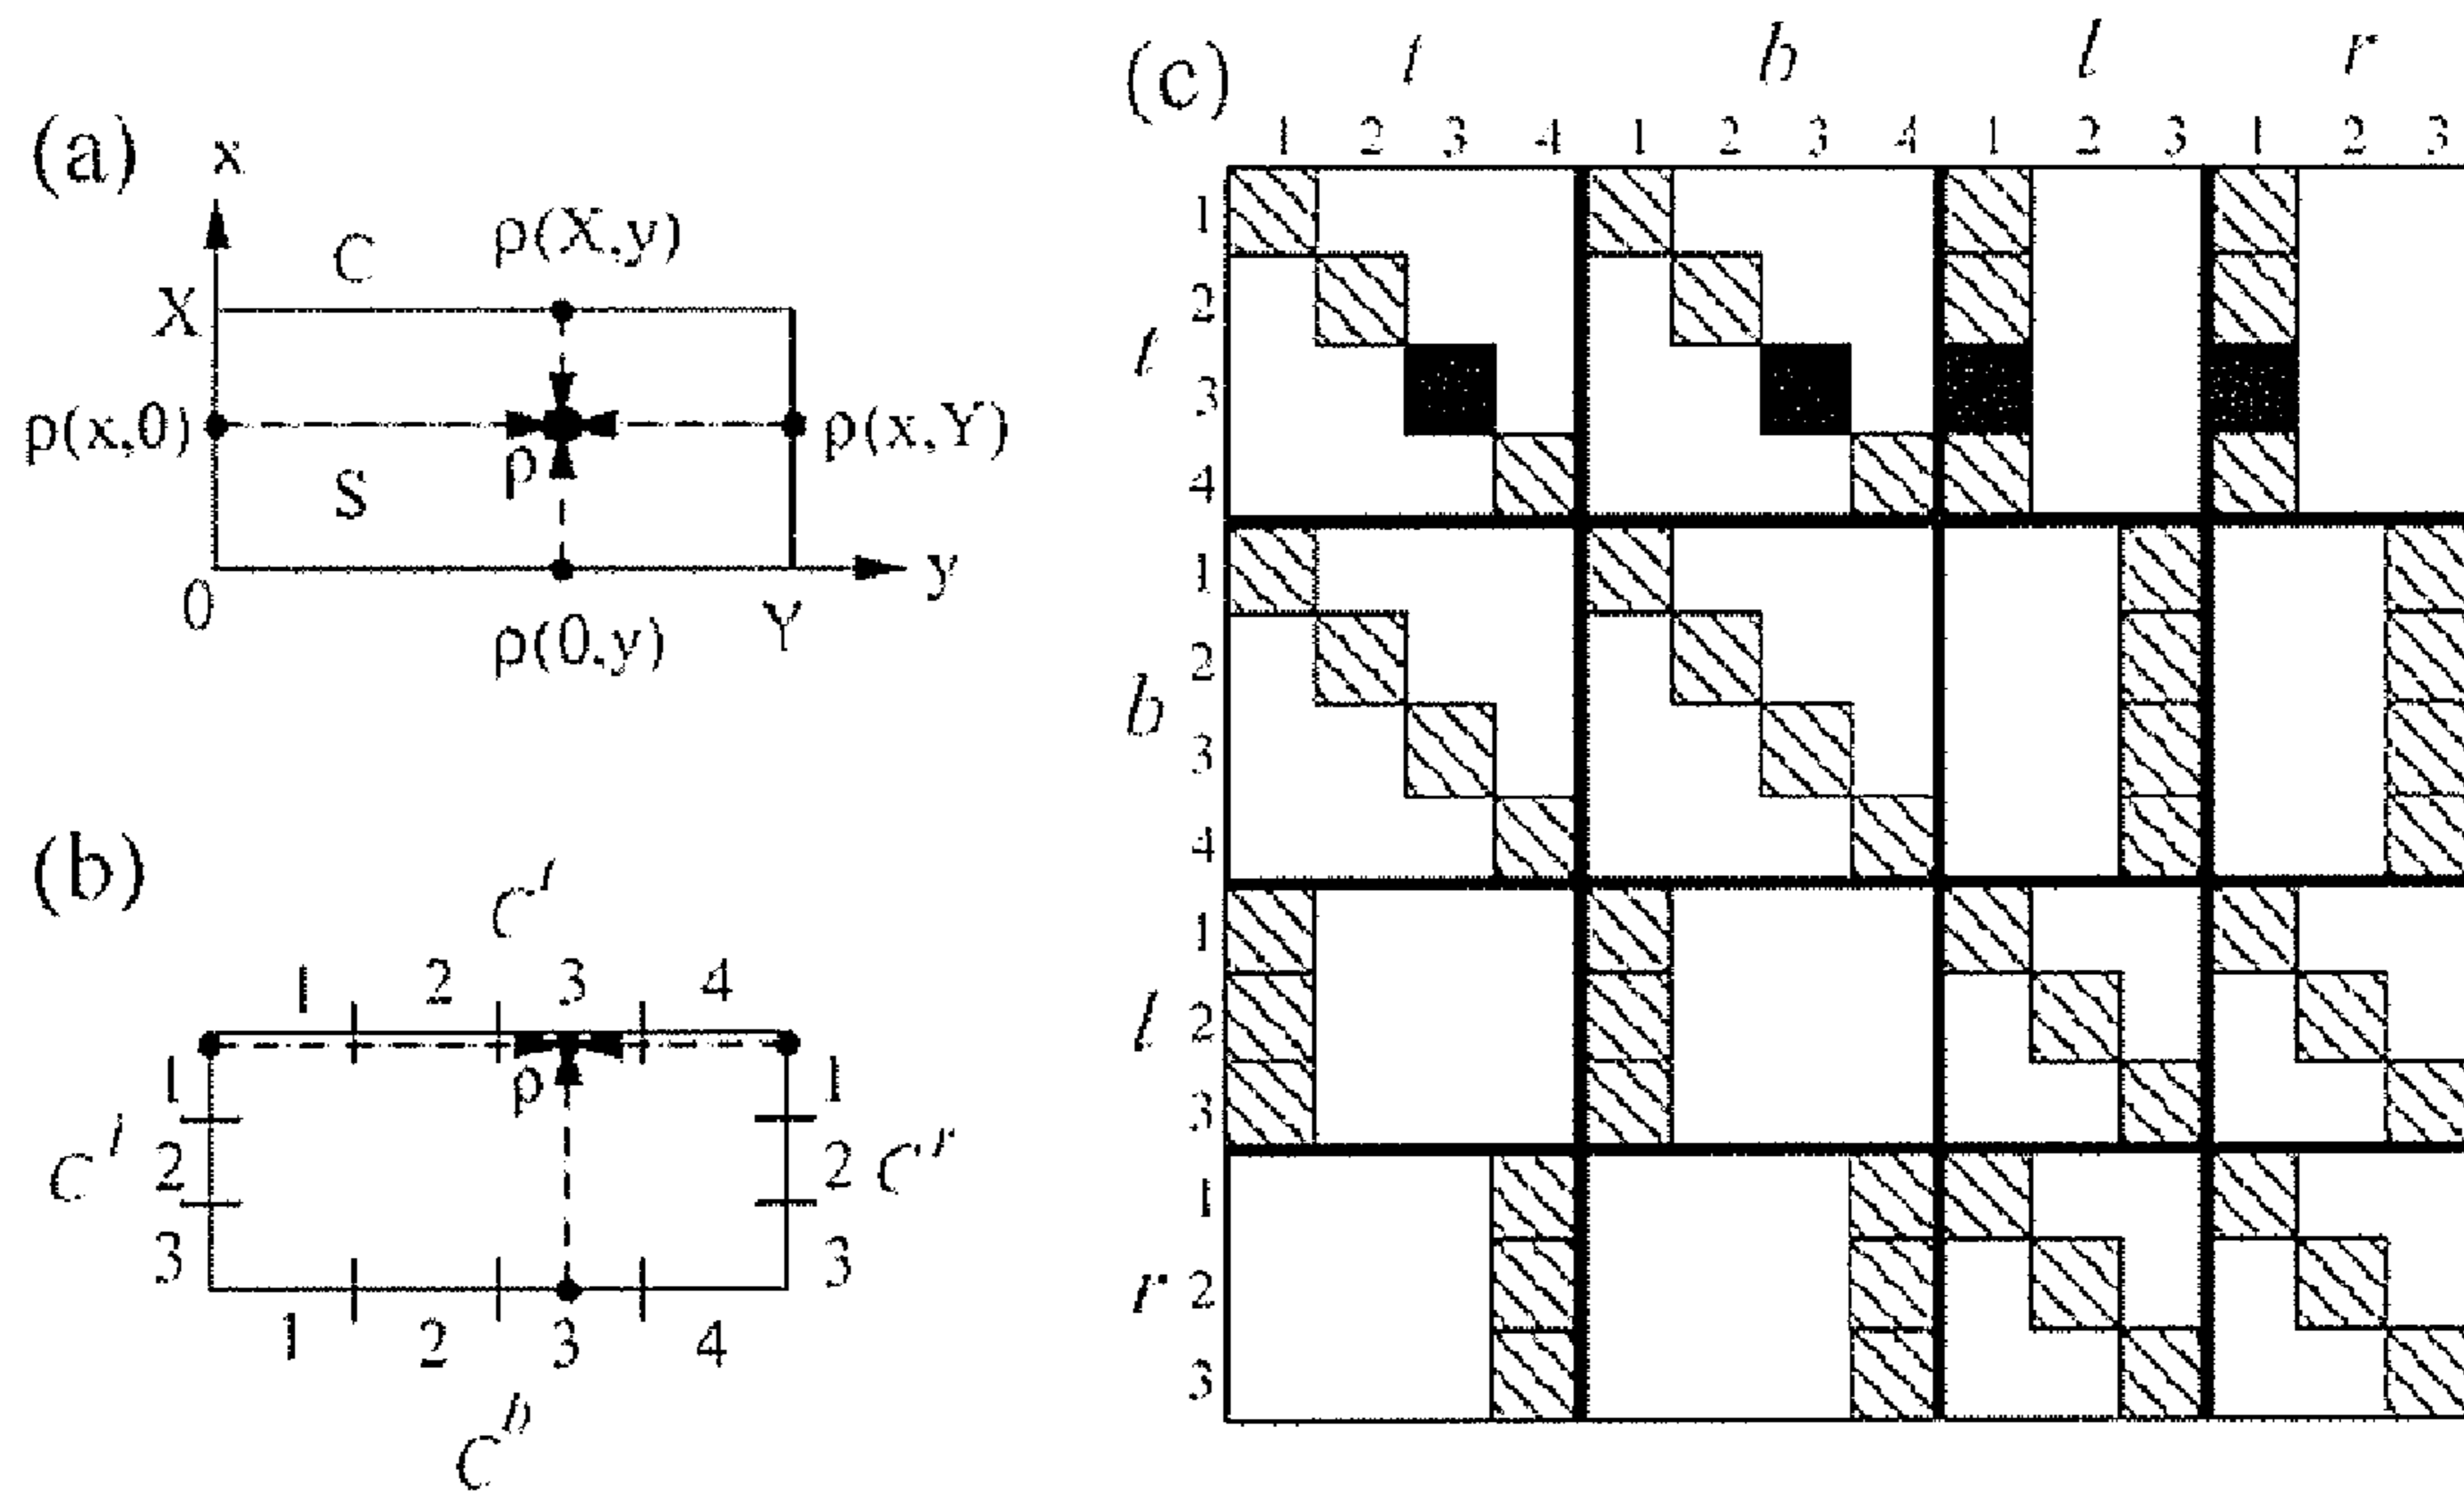 (a)
x
C
ρ(X,y)
X
ρ(x,0)
ρ(x,Y)
ρ
S
0
y
ρ(0,y)
Y
(b)
C^t
1 2 3 4
ρ
1 1
C^l 2 2 C^r
3 3
1 2 3 4
C^b
(c)
t b l r
1 2 3 4 1 2 3 4 1 2 3 1 2 3
t
1
2
3
4
b
1
2
3
4
l
1
2
3
r
1
2
3